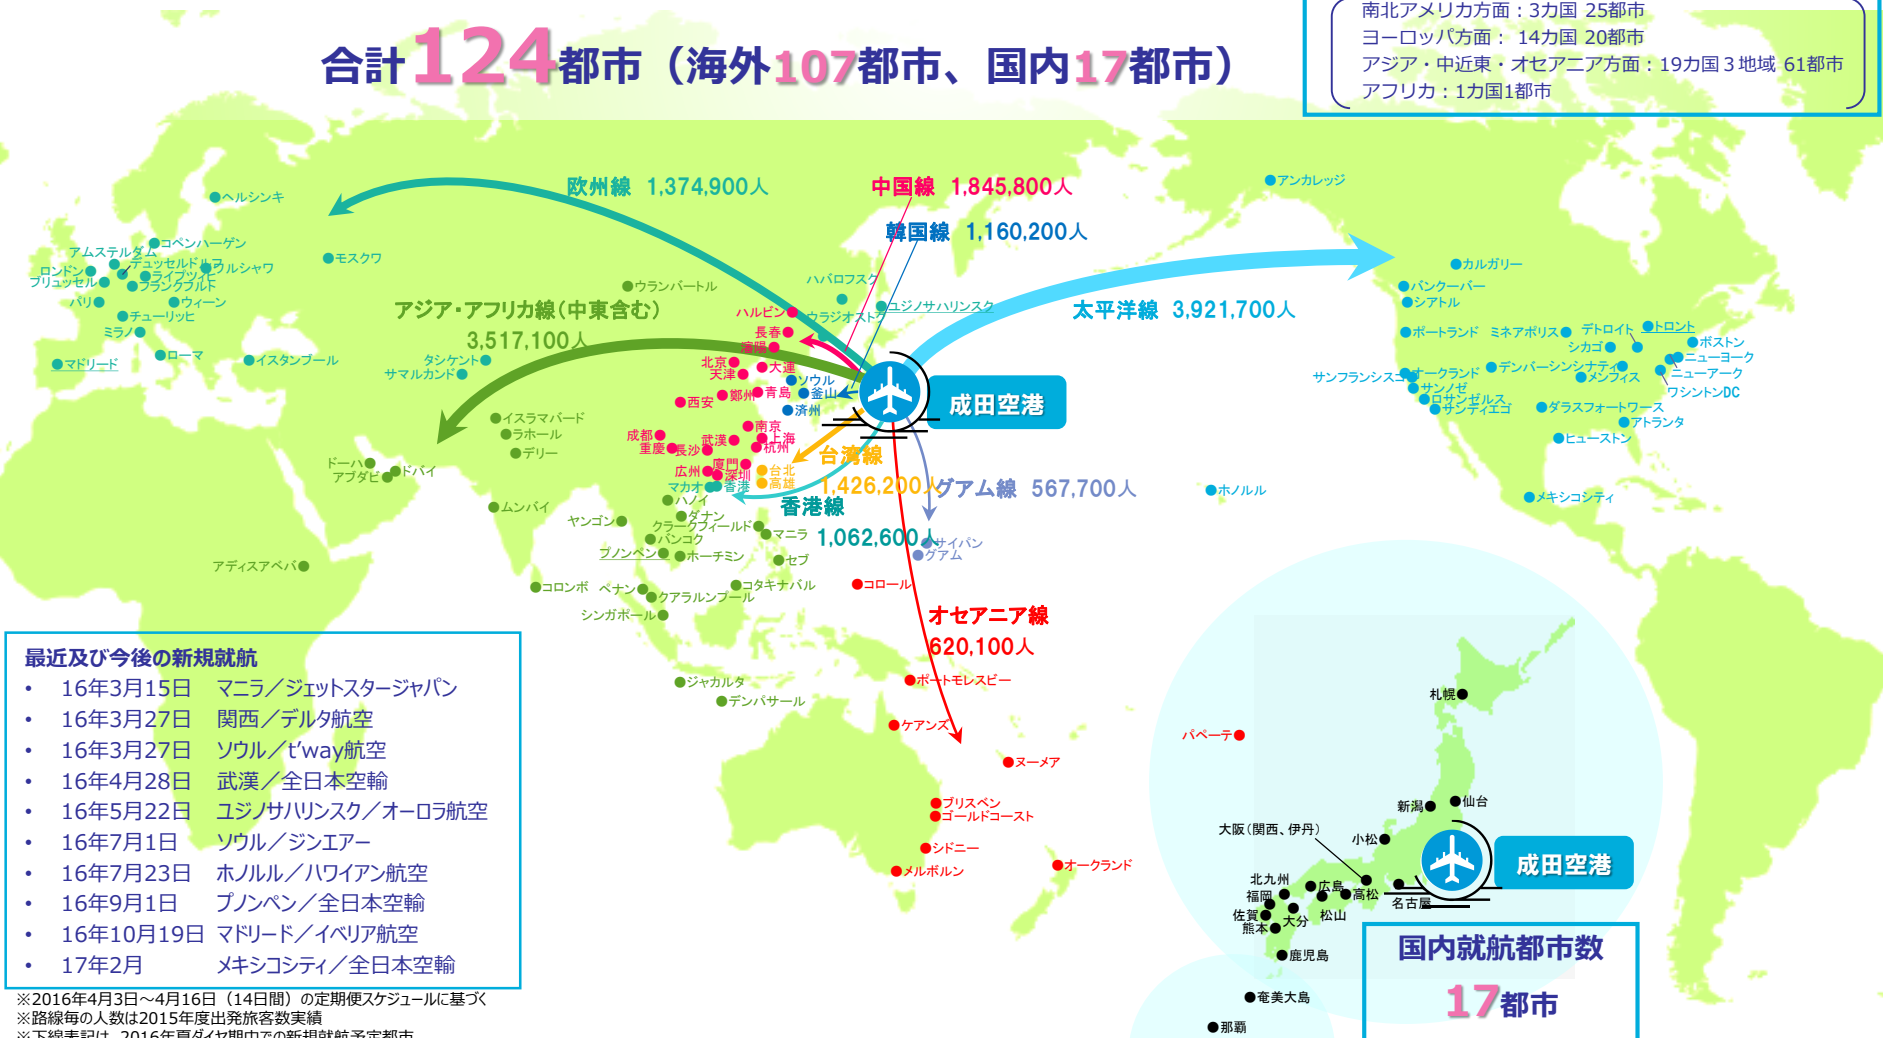 合計124都市（海外107都市、国内17都市）
南北アメリカ方面：3カ国 25都市
ヨーロッパ方面： 14カ国 20都市
アジア・中近東・オセアニア方面：19カ国３地域 61都市
アフリカ：1カ国1都市
欧州線 1,374,900人
中国線 1,845,800人
韓国線 1,160,200人
太平洋線 3,921,700人
アジア・アフリカ線（中東含む）
3,517,100人
台湾線
1,426,200人
香港線
1,062,600人
グアム線 567,700人
オセアニア線
620,100人
成田空港
ヘルシンキ
コペンハーゲン
アムステルダム
デュッセルドルフ
ロンドン
ライプツィヒ
ワルシャワ
ブリュッセル
フランクフルト
パリ
ウィーン
チューリッヒ
ミラノ
ローマ
マドリード
イスタンブール
モスクワ
タシケント
サマルカンド
ウランバートル
ハバロフスク
ユジノサハリンスク
ウラジオストク
ハルビン
長春
瀋陽
北京
大連
天津
ソウル
釜山
済州
青島
鄭州
西安
南京
上海
杭州
武漢
成都
重慶
長沙
廈門
広州
深圳
マカオ
香港
台北
高雄
イスラマバード
ラホール
デリー
ドーハ
ドバイ
アブダビ
ムンバイ
ヤンゴン
ハノイ
ダナン
クラークフィールド
マニラ
バンコク
プノンペン
ホーチミン
セブ
アディスアベバ
コロンボ
ペナン
クアラルンプール
コタキナバル
シンガポール
コロール
サイパン
グアム
ジャカルタ
デンパサール
ポートモレスビー
ケアンズ
ヌーメア
パペーテ
ブリスベン
ゴールドコースト
シドニー
メルボルン
オークランド
アンカレッジ
カルガリー
バンクーバー
シアトル
ポートランド
ミネアポリス
デトロイト
トロント
シカゴ
ボストン
ニューヨーク
ニューアーク
ワシントンDC
デンバー
シンシナティ
メンフィス
サンフランシスコ
オークランド
サンノゼ
ロサンゼルス
サンディエゴ
ダラスフォートワース
アトランタ
ヒューストン
ホノルル
メキシコシティ
最近及び今後の新規就航
• 16年3月15日 マニラ／ジェットスタージャパン
• 16年3月27日 関西／デルタ航空
• 16年3月27日 ソウル／t’way航空
• 16年4月28日 武漢／全日本空輸
• 16年5月22日 ユジノサハリンスク／オーロラ航空
• 16年7月1日 ソウル／ジンエアー
• 16年7月23日 ホノルル／ハワイアン航空
• 16年9月1日 プノンペン／全日本空輸
• 16年10月19日 マドリード／イベリア航空
• 17年2月 メキシコシティ／全日本空輸
※2016年4月3日～4月16日（14日間）の定期便スケジュールに基づく
※路線毎の人数は2015年度出発旅客数実績
※下線表記は、2016年夏ダイヤ期中での新規就航予定都市
札幌
新潟
仙台
小松
大阪（関西、伊丹）
成田空港
北九州
福岡
広島
高松
名古屋
佐賀
松山
大分
熊本
鹿児島
奄美大島
那覇
国内就航都市数
17都市